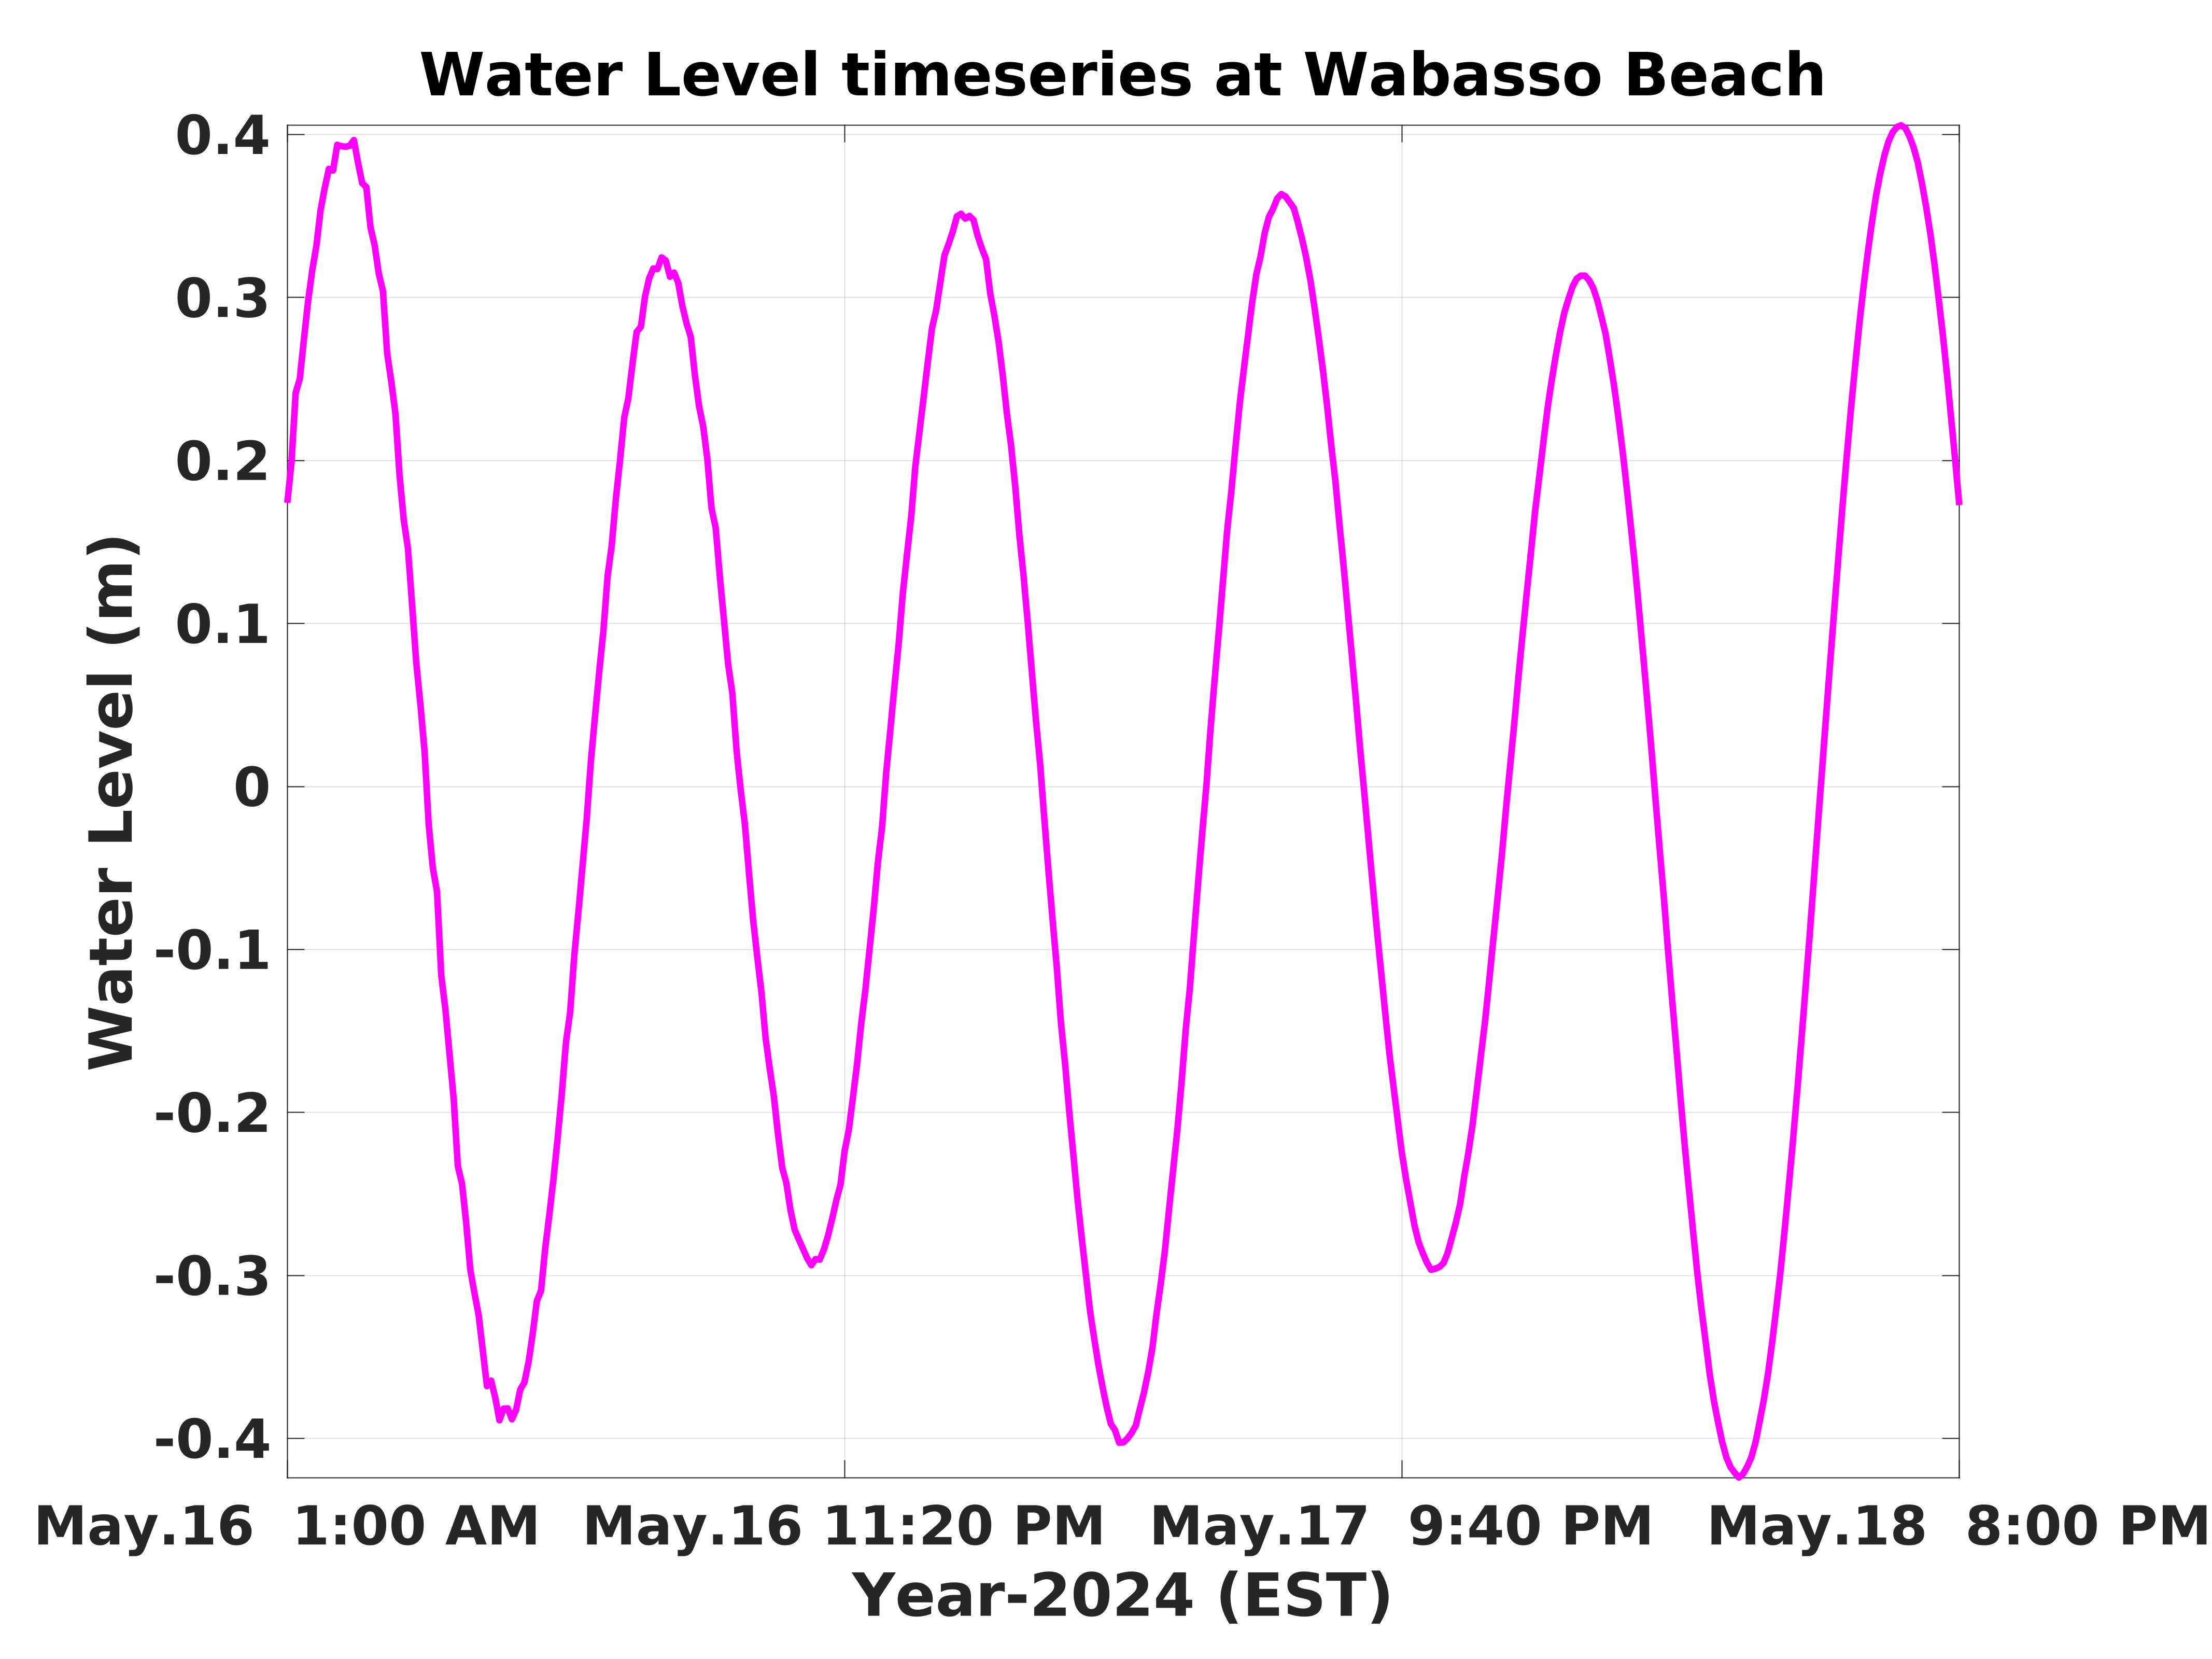 Water Level timeseries at Wabasso Beach
0.4
0.3
0.2
0.1
0
-0.1
-0.2
-0.3
-0.4
Water Level (m)
May.16 1:00 AM May.16 11:20 PM May.17 9:40 PM May.18 8:00 PM
Year-2024 (EST)